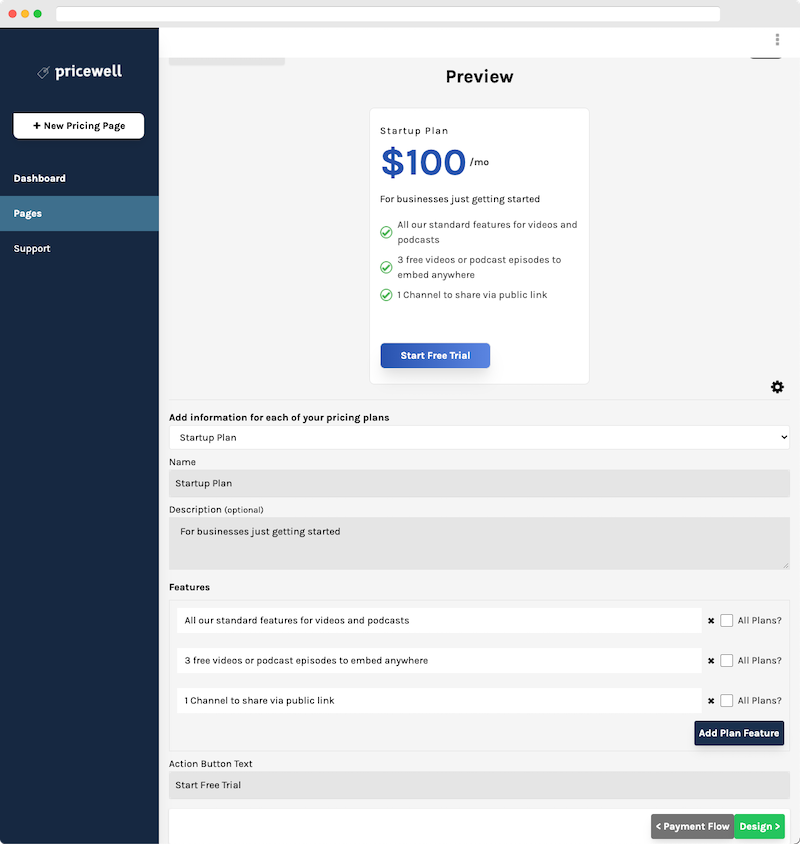 pricewell
+ New Pricing Page
Dashboard
Pages
Support
Preview
Startup Plan
$100 /mo
For businesses just getting started
All our standard features for videos and
podcasts
3 free videos or podcast episodes to
embed anywhere
1 Channel to share via public link
Start Free Trial
Add information for each of your pricing plans
Startup Plan
Name
Startup Plan
Description (optional)
For businesses just getting started
Features
All our standard features for videos and podcasts
All Plans?
3 free videos or podcast episodes to embed anywhere
All Plans?
1 Channel to share via public link
All Plans?
Add Plan Feature
Action Button Text
Start Free Trial
< Payment Flow
Design >